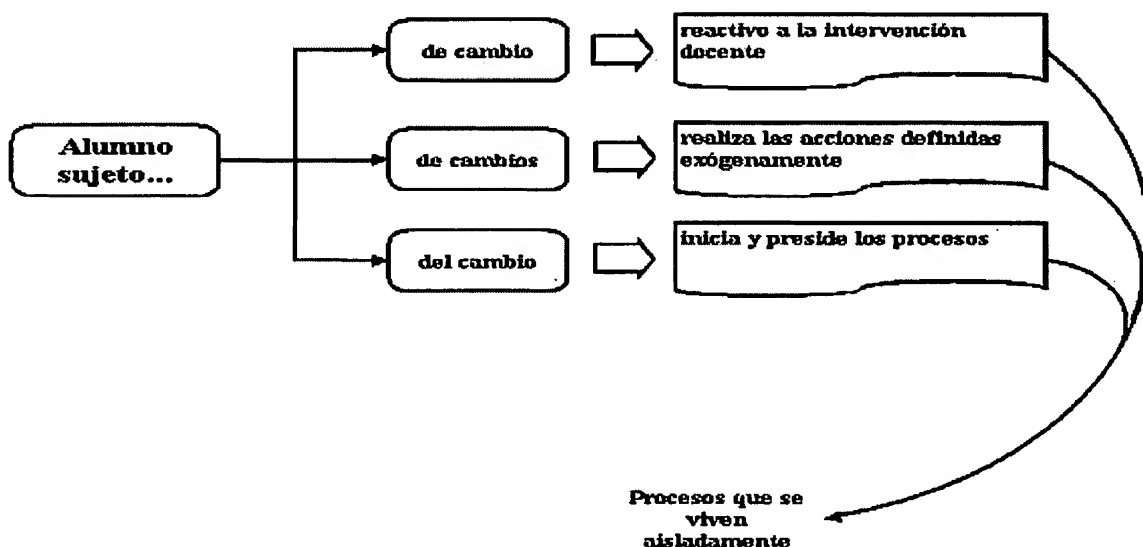 Alumno
sujeto...
de cambio
reactivo a la intervención
docente
de cambios
realiza las acciones definidas
exógenamente
del cambio
inicia y preside los procesos
Procesos que se
viven
aisladamente